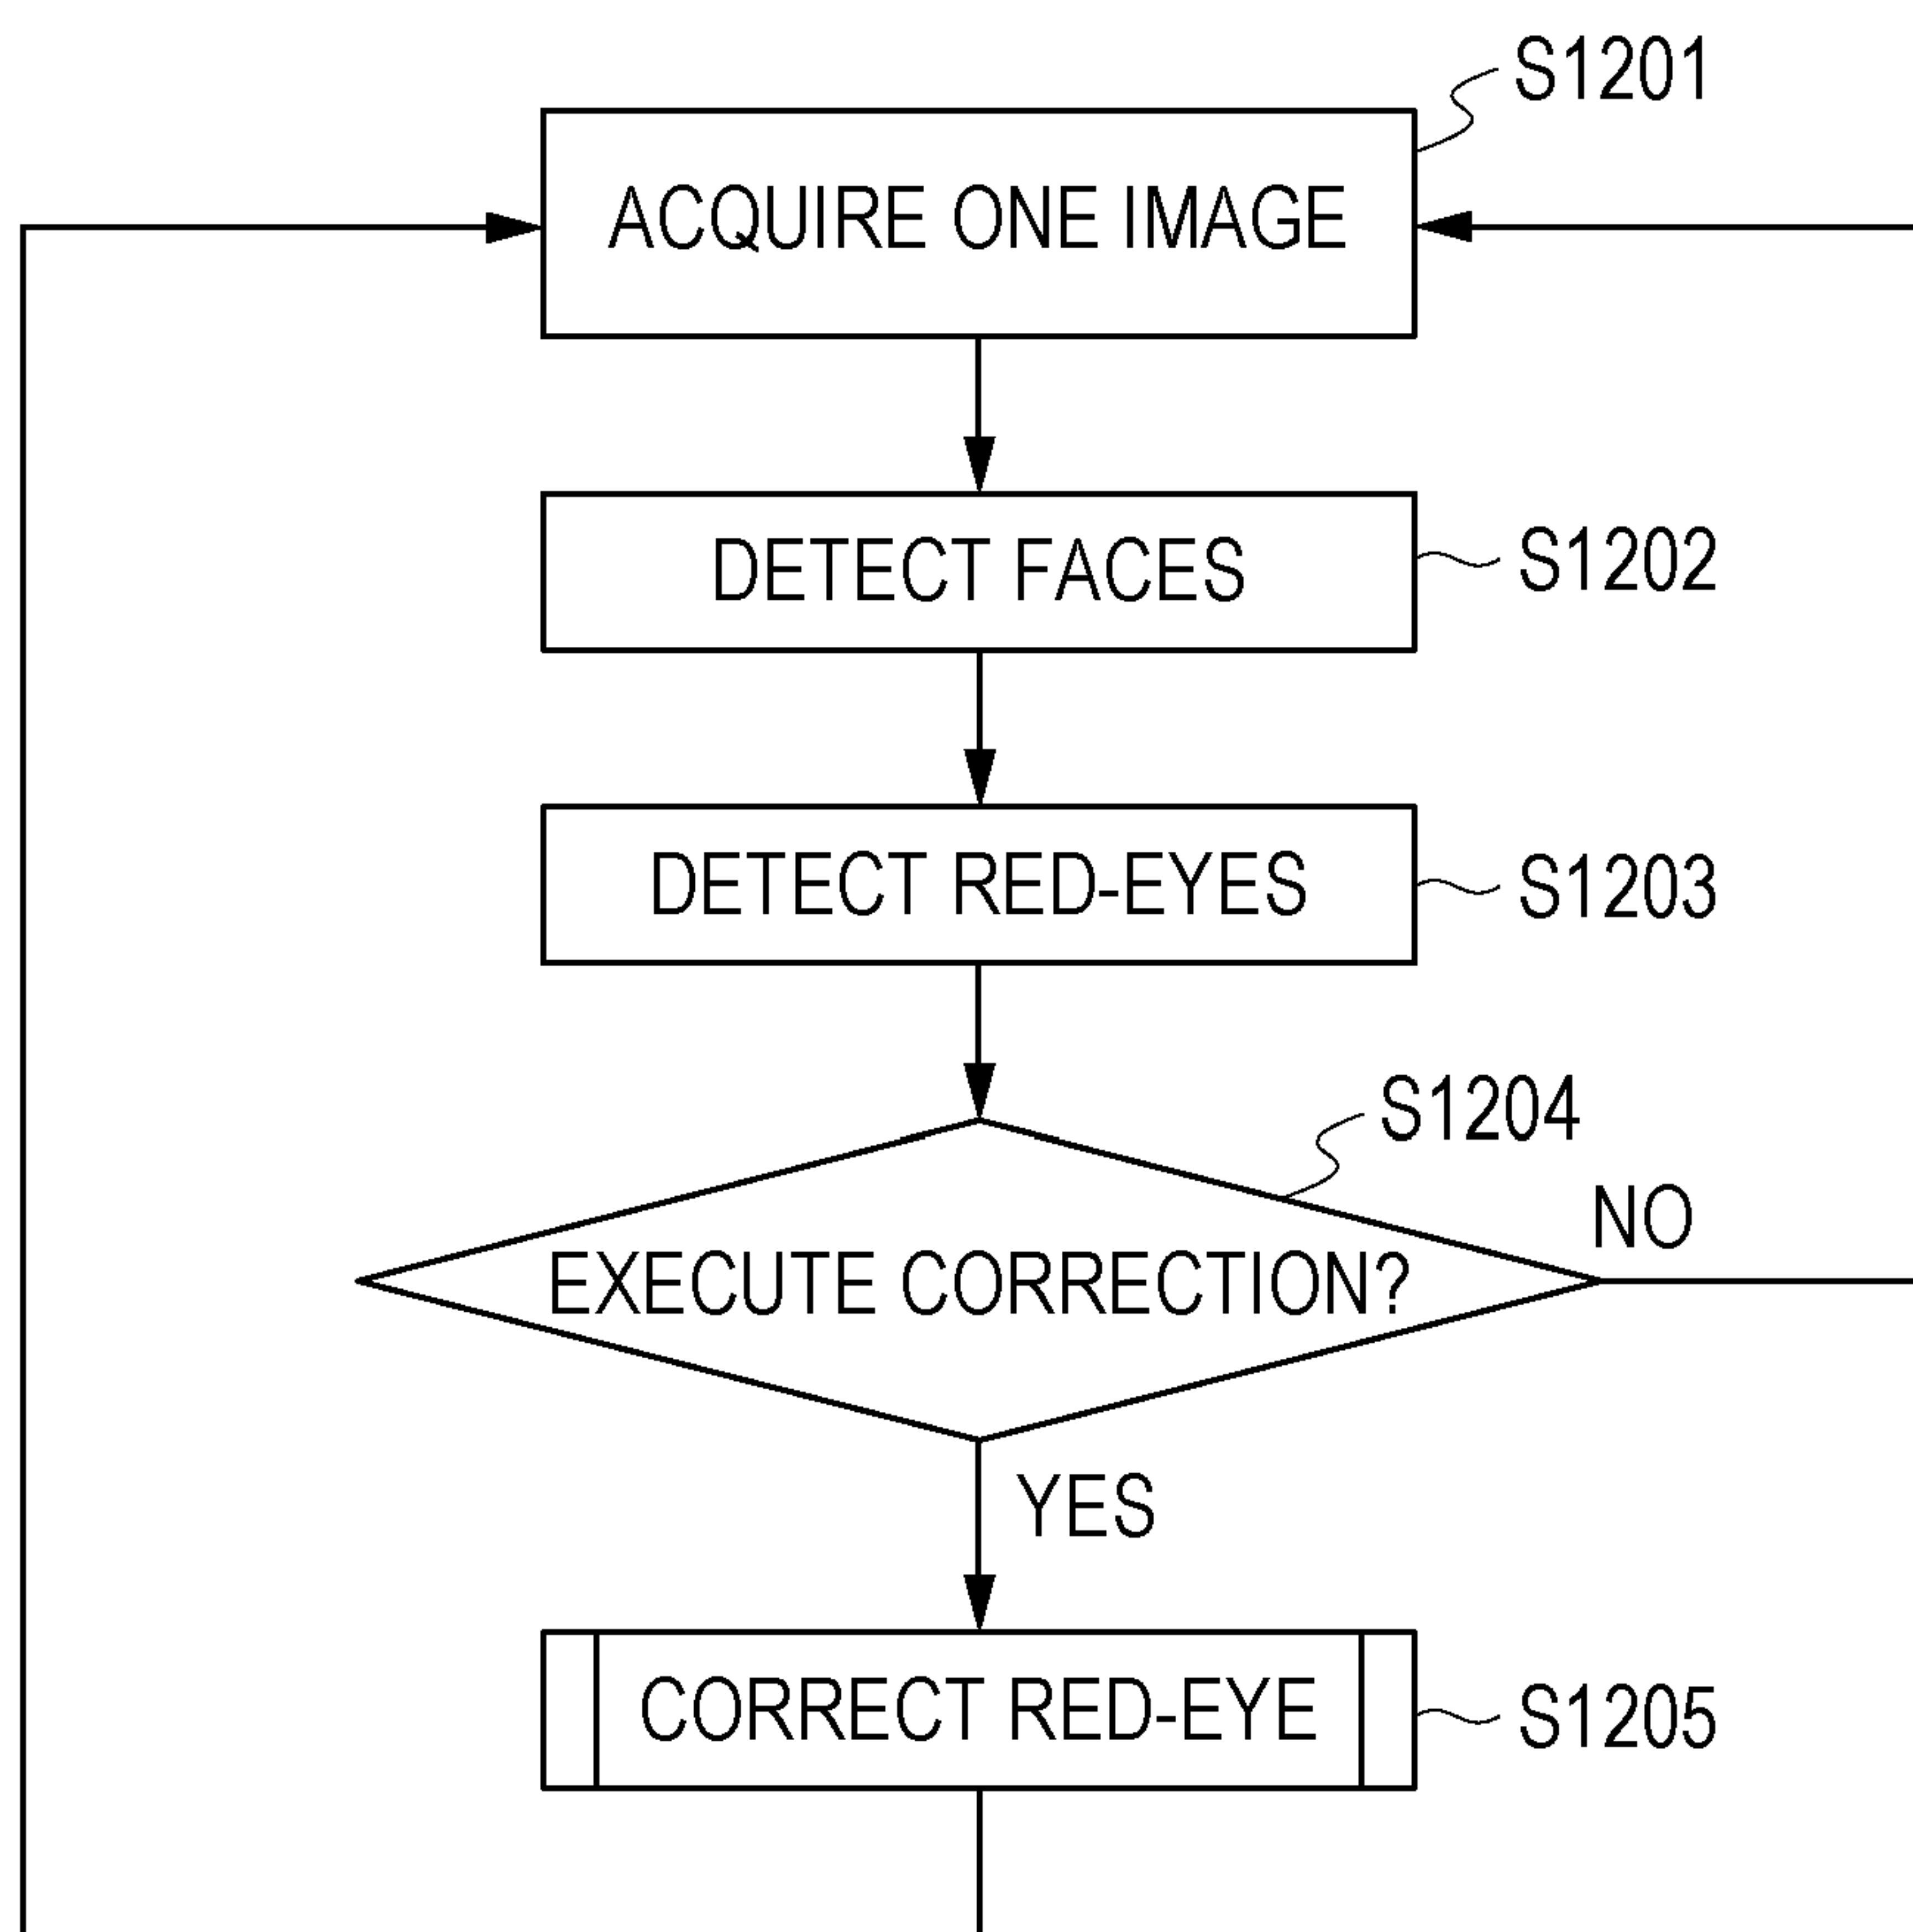 S1201
ACQUIRE ONE IMAGE
DETECT FACES
S1202
DETECT RED-EYES
S1203
S1204
NO
EXECUTE CORRECTION?
YES
CORRECT RED-EYE
S1205